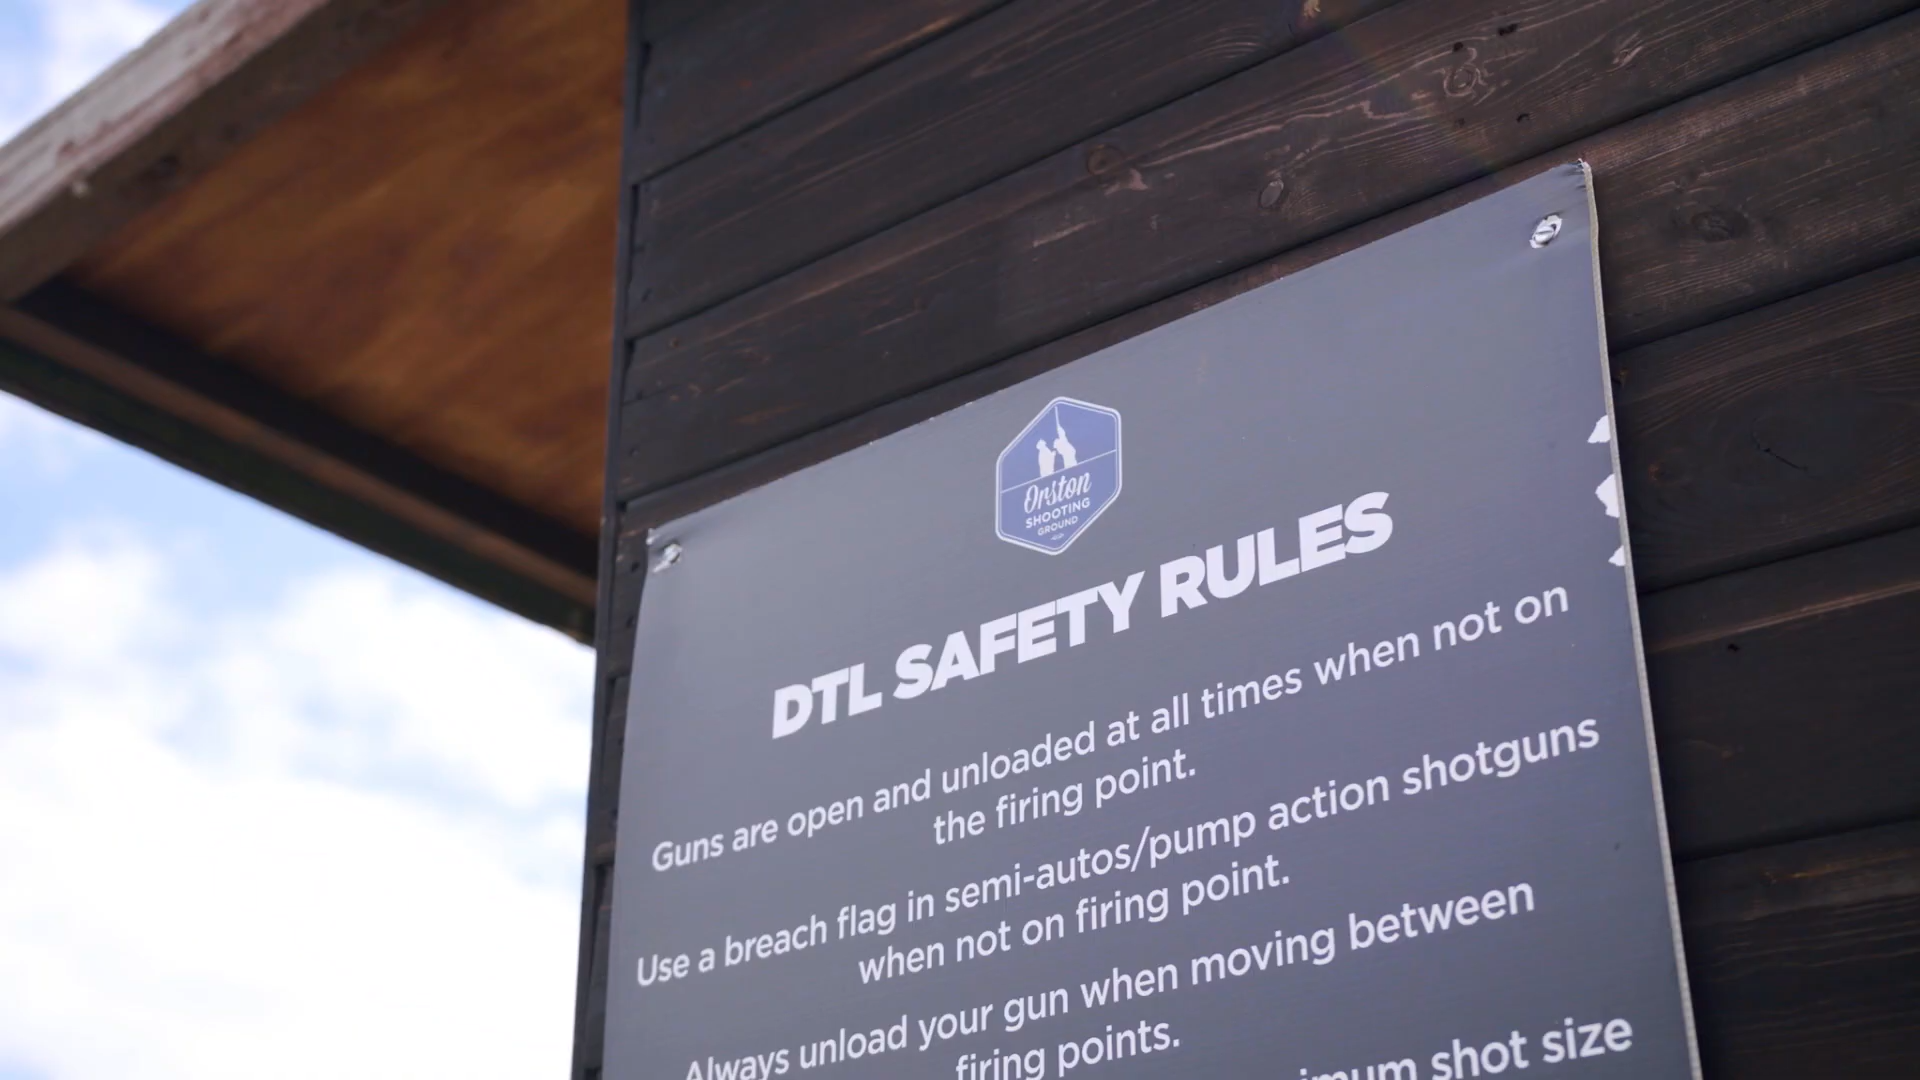 Orston
SHOOTING
GROUND
DTL SAFETY RULES
Guns are open and unloaded at all times when not on
the firing point.
Use a breach flag in semi-autos/pump action shotguns
when not on firing point.
Always unload your gun when moving between
firing points.
shot size